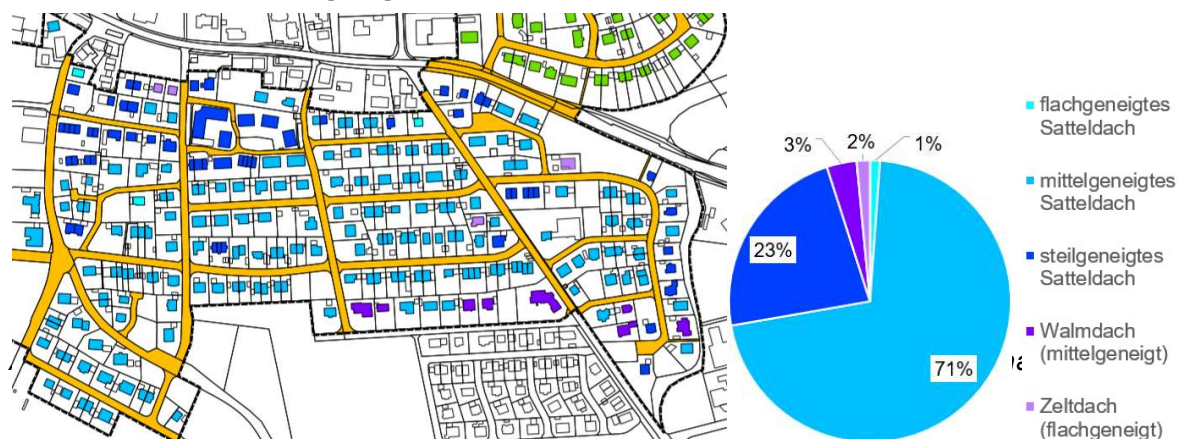 3%
2%
1%
23%
71%
flachgeneigtes
Satteldach
mittelgeneigtes
Satteldach
steilgeneigtes
Satteldach
Walmdach
(mittelgeneigt)
Zeltdach
(flachgeneigt)